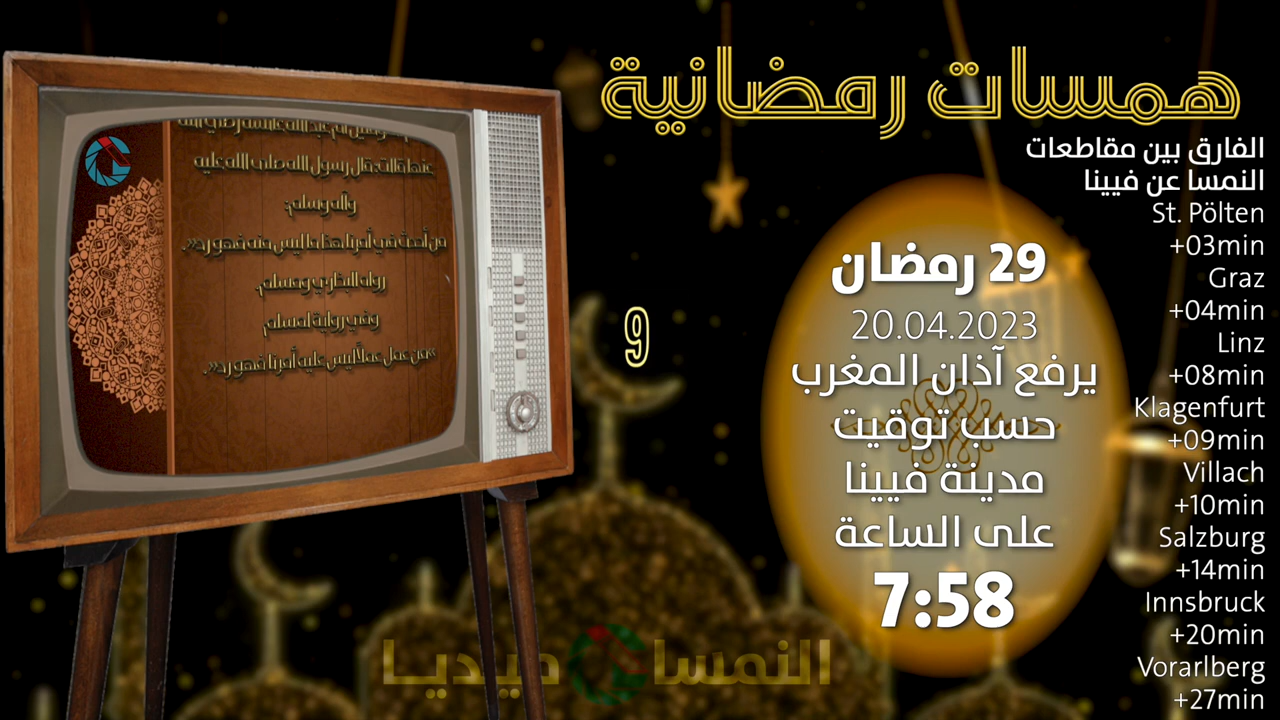 همسات رمضانية
الفارق بين مقاطعات
النمسا عن فيينا
St. Pölten
+03min
Graz
+04min
Linz
+08min
Klagenfurt
+09min
Villach
+10min
Salzburg
+14min
Innsbruck
+20min
Vorarlberg
+27min
29 رمضان
20.04.2023
يرفع آذان المغرب
حسب توقيت
مدينة فيينا
على الساعة
7:58
9
عنها قالت: قال رسول الله صلى الله عليه
وآله وسلم:
من أحدث في أمرنا هذا ما ليس منه فهو رد».
رواه البخاري ومسلم
وفي رواية لمسلم
«من عمل عملاً ليس عليه أمرنا فهو رد».
النمسا ميديا